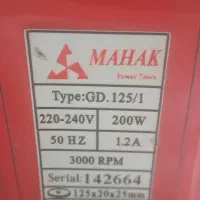 MAHAK
Power Tools
Type:GD.125/1
220-240V 200W
50 HZ 1.2A
3000 RPM
Serial:142664
125x20x25mm